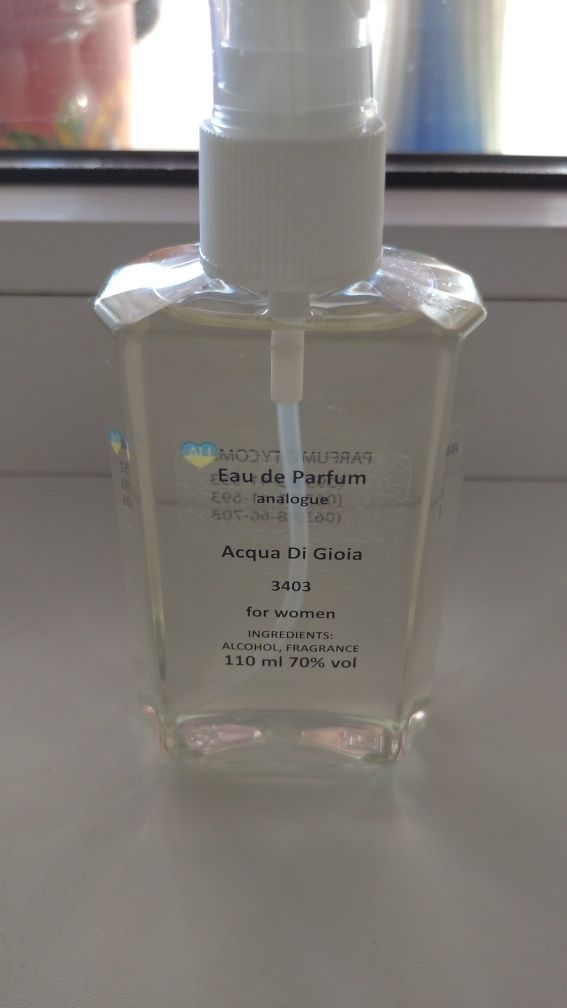 Eau de Parfum
analogue
Acqua Di Gioia
3403
for women
INGREDIENTS:
ALCOHOL, FRAGRANCE
110 ml 70% vol